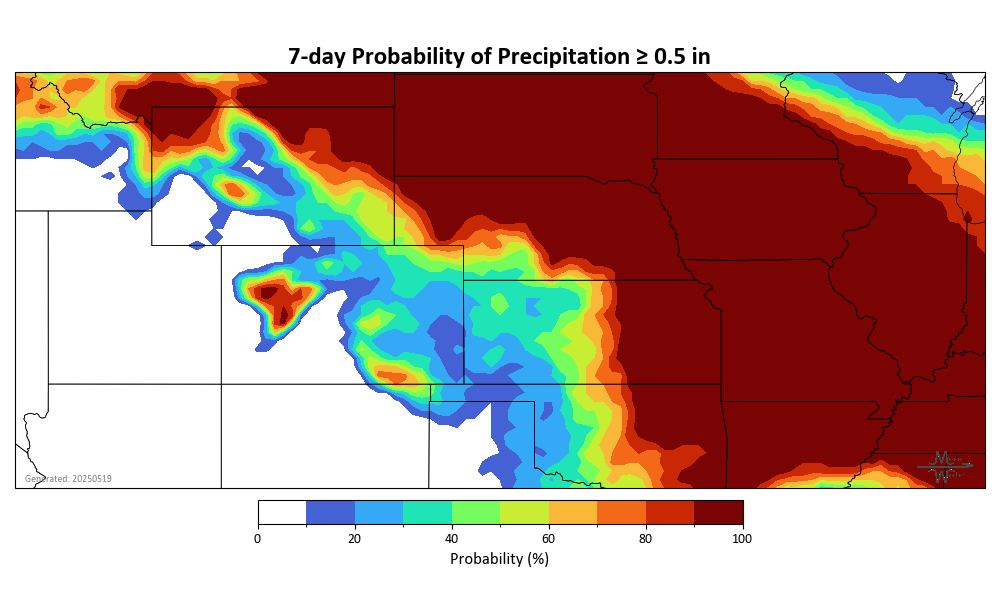 7-day Probability of Precipitation ≥ 0.5 in
Generated: 20250519
0 20 40 60 80 100
Probability (%)